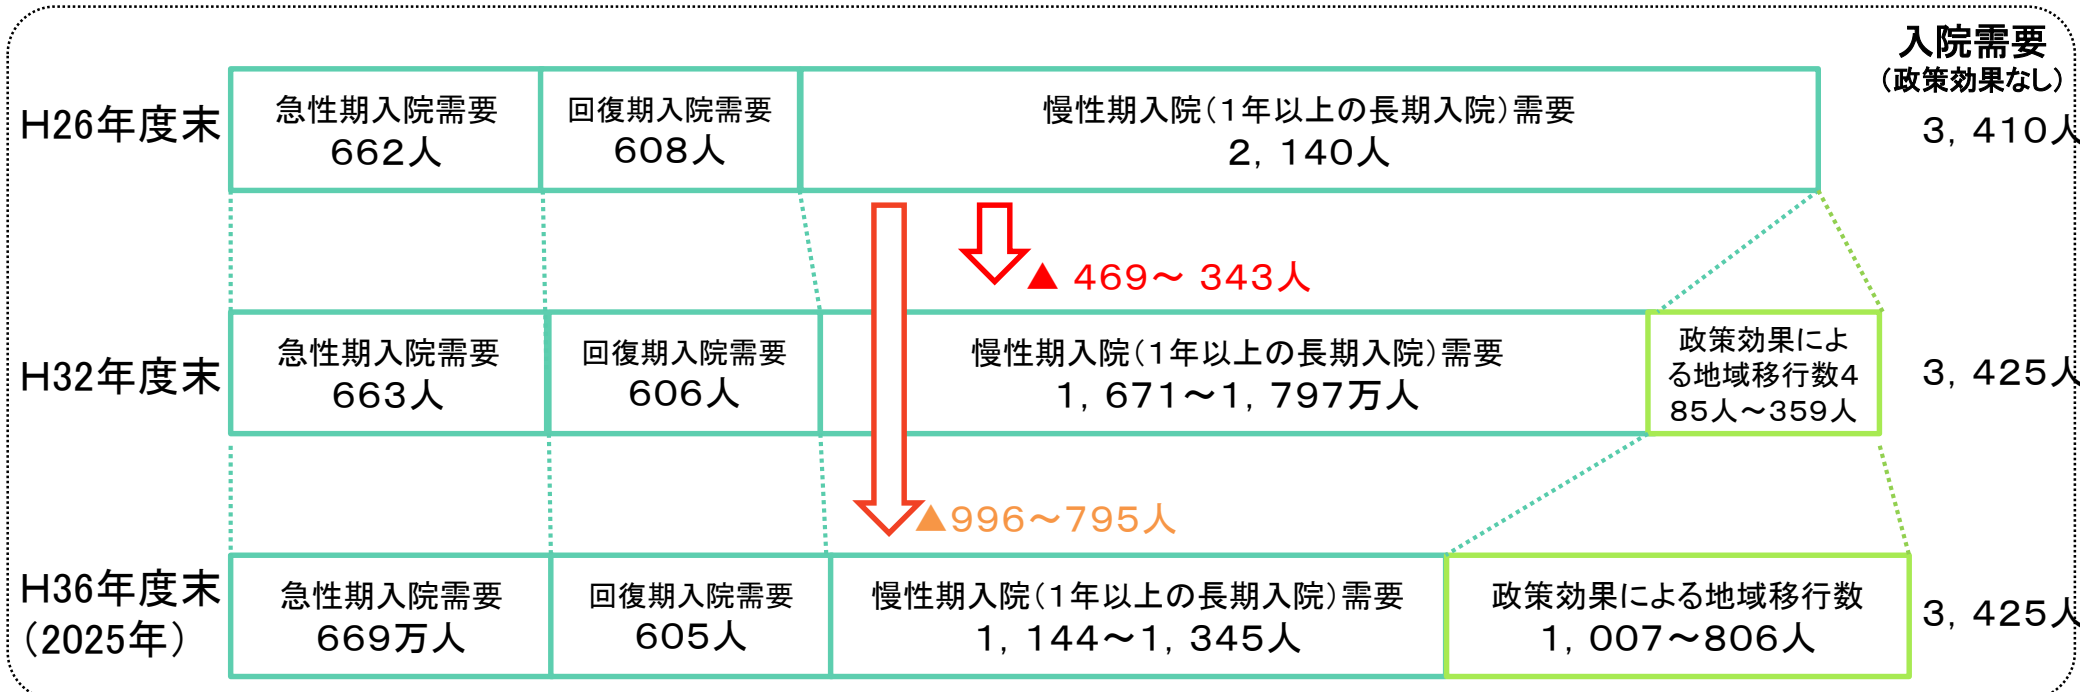 入院需要
（政策効果なし）
H26年度末
急性期入院需要
662人
回復期入院需要
608人
慢性期入院（1年以上の長期入院）需要
2，140人
3，410人
▲ 469～ 343人
H32年度末
急性期入院需要
663人
回復期入院需要
606人
慢性期入院（1年以上の長期入院）需要
1，671～1，797万人
政策効果によ
る地域移行数4
85人～359人
3，425人
▲996～795人
H36年度末
（2025年）
急性期入院需要
669万人
回復期入院需要
605人
慢性期入院（1年以上の長期入院）需要
1，144～1，345人
政策効果による地域移行数
1，007～806人
3，425人